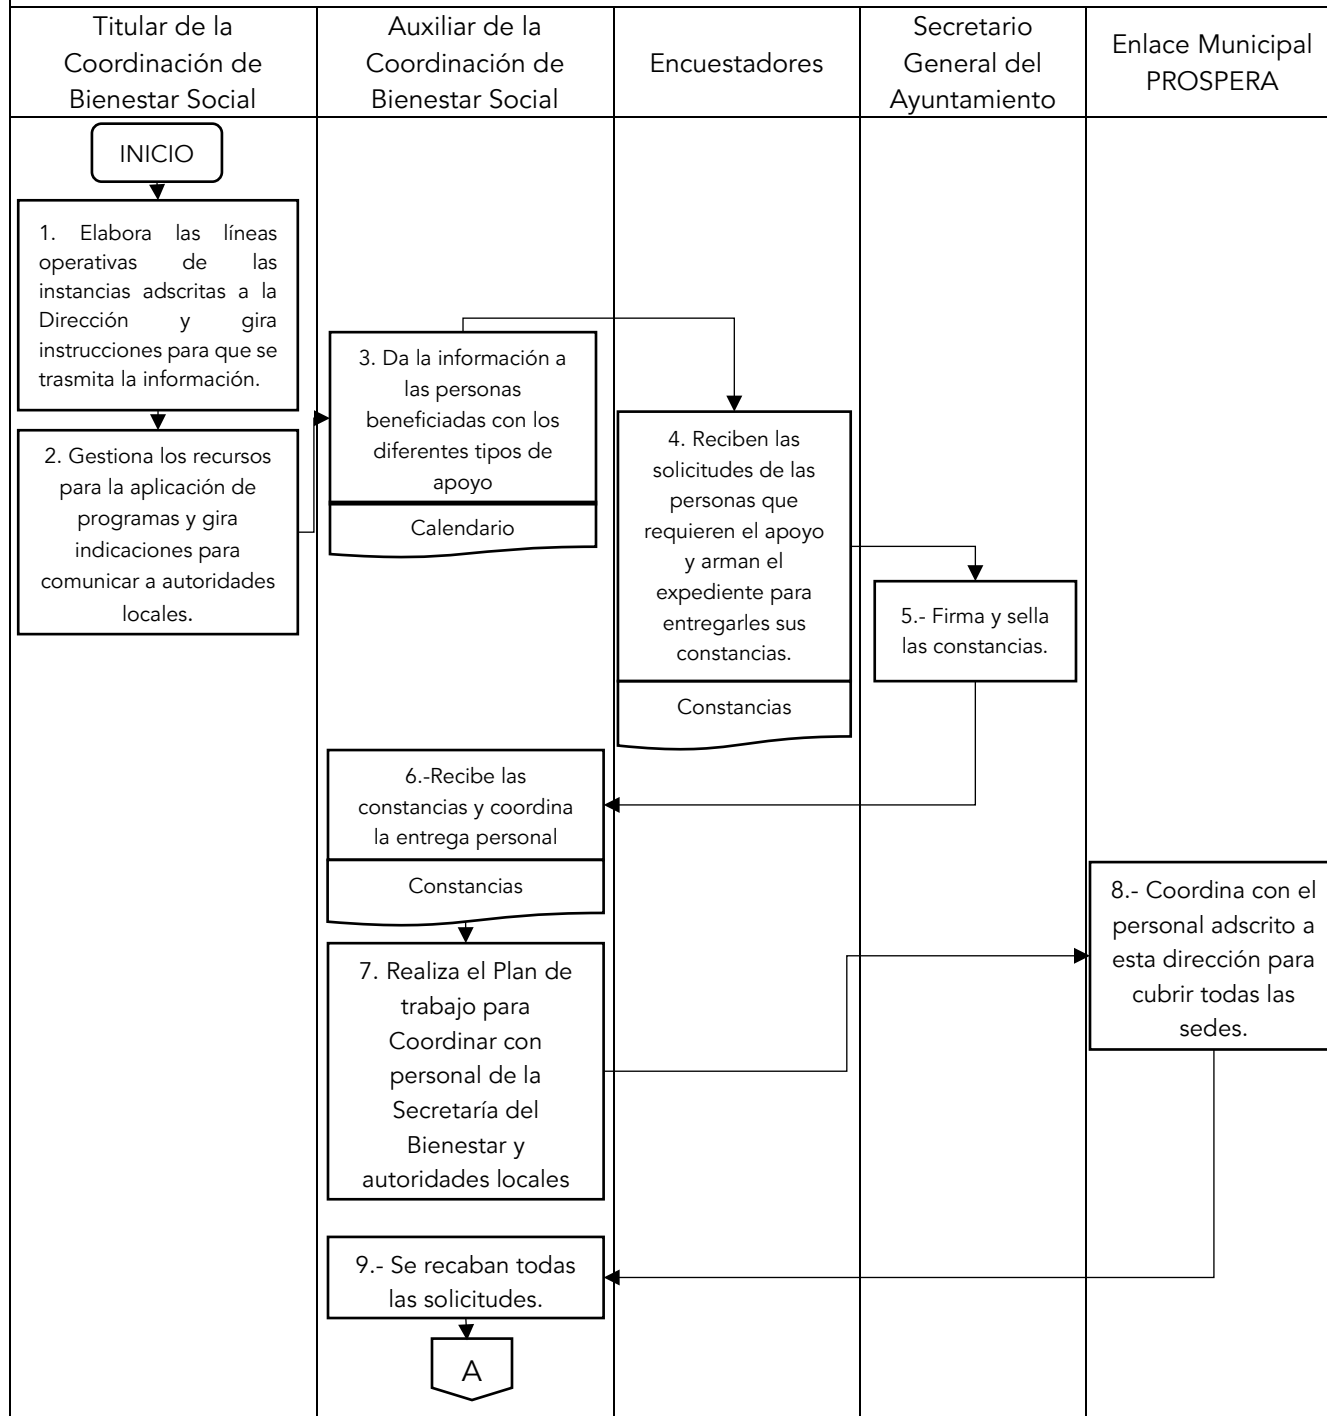 Titular de la
Coordinación de
Bienestar Social
Auxiliar de la
Coordinación de
Bienestar Social
Encuestadores
Secretario
General del
Ayuntamiento
Enlace Municipal
PROSPERA
INICIO
1. Elabora las líneas
operativas de las
instancias adscritas a la
Dirección y gira
instrucciones para que se
trasmita la información.
2. Gestiona los recursos
para la aplicación de
programas y gira
indicaciones para
comunicar a autoridades
locales.
3. Da la información a
las personas
beneficiadas con los
diferentes tipos de
apoyo
Calendario
4. Reciben las
solicitudes de las
personas que
requieren el apoyo
y arman el
expediente para
entregarles sus
constancias.
Constancias
5.- Firma y sella
las constancias.
6.-Recibe las
constancias y coordina
la entrega personal
Constancias
7. Realiza el Plan de
trabajo para
Coordinar con
personal de la
Secretaría del
Bienestar y
autoridades locales
8.- Coordina con el
personal adscrito a
esta dirección para
cubrir todas las
sedes.
9.- Se recaban todas
las solicitudes.
A